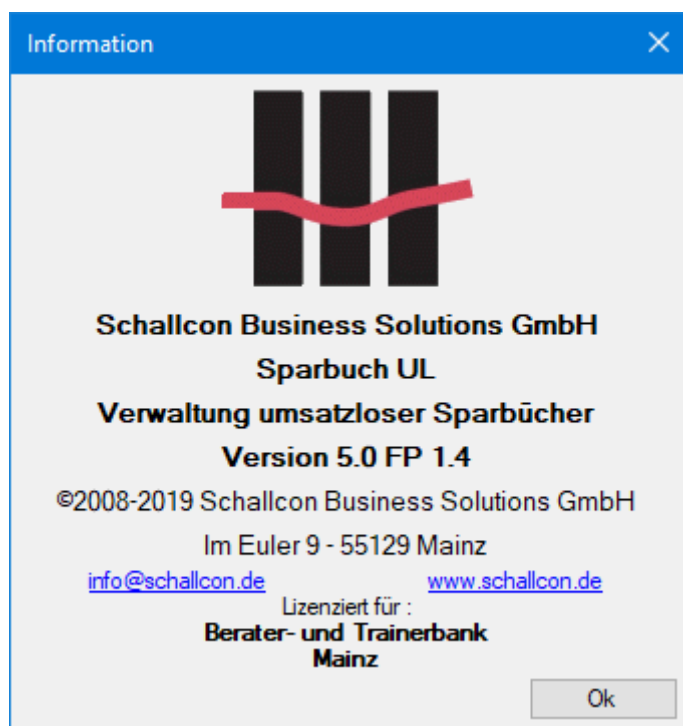 Information
Schallcon Business Solutions GmbH
Sparbuch UL
Verwaltung umsatzloser Sparbücher
Version 5.0 FP 1.4
©2008-2019 Schallcon Business Solutions GmbH
Im Euler 9 - 55129 Mainz
info@schallcon.de www.schallcon.de
Lizenziert für :
Berater- und Trainerbank
Mainz
Ok